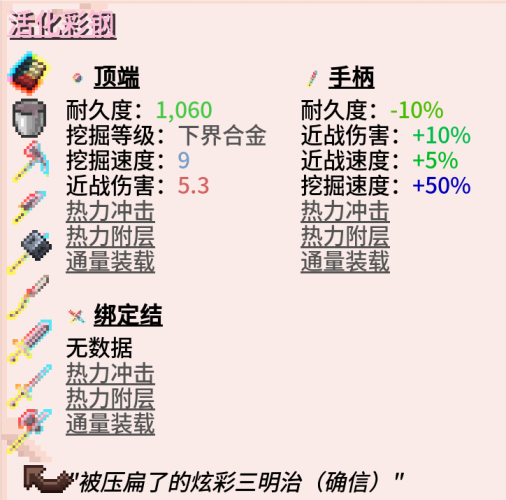 活化彩钢
顶端
耐久度：1,060
挖掘等级：下界合金
挖掘速度：9
近战伤害：5.3
热力冲击
热力附层
通量装载
手柄
耐久度：-10%
近战伤害：+10%
近战速度：+5%
挖掘速度：+50%
热力冲击
热力附层
通量装载
绑定结
无数据
热力冲击
热力附层
通量装载
"被压扁了的炫彩三明治（确信）"